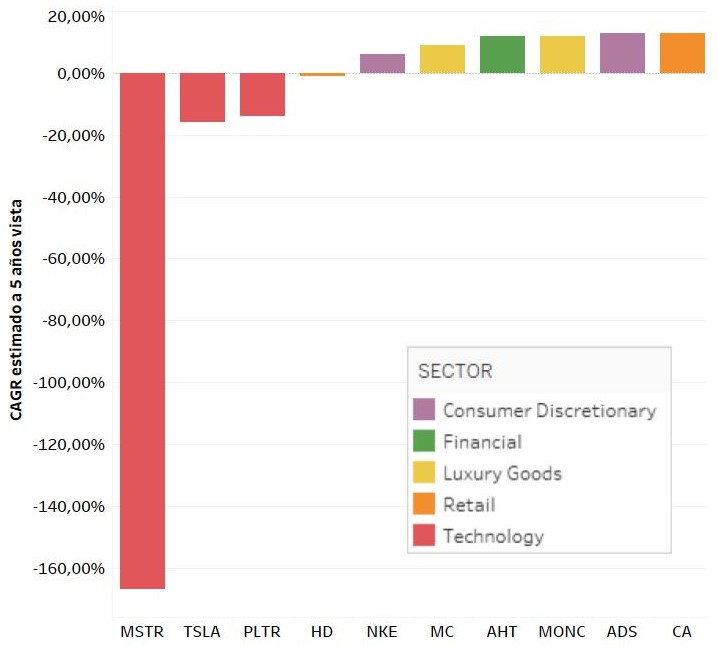 20,00%
0,00%
-20,00%
-40,00%
-60,00%
-80,00%
-100,00%
-120,00%
-140,00%
-160,00%
CAGR estimado a 5 años vista
SECTOR
Consumer Discretionary
Financial
Luxury Goods
Retail
Technology
MSTR TSLA PLTR HD NKE MC AHT MONC ADS CA